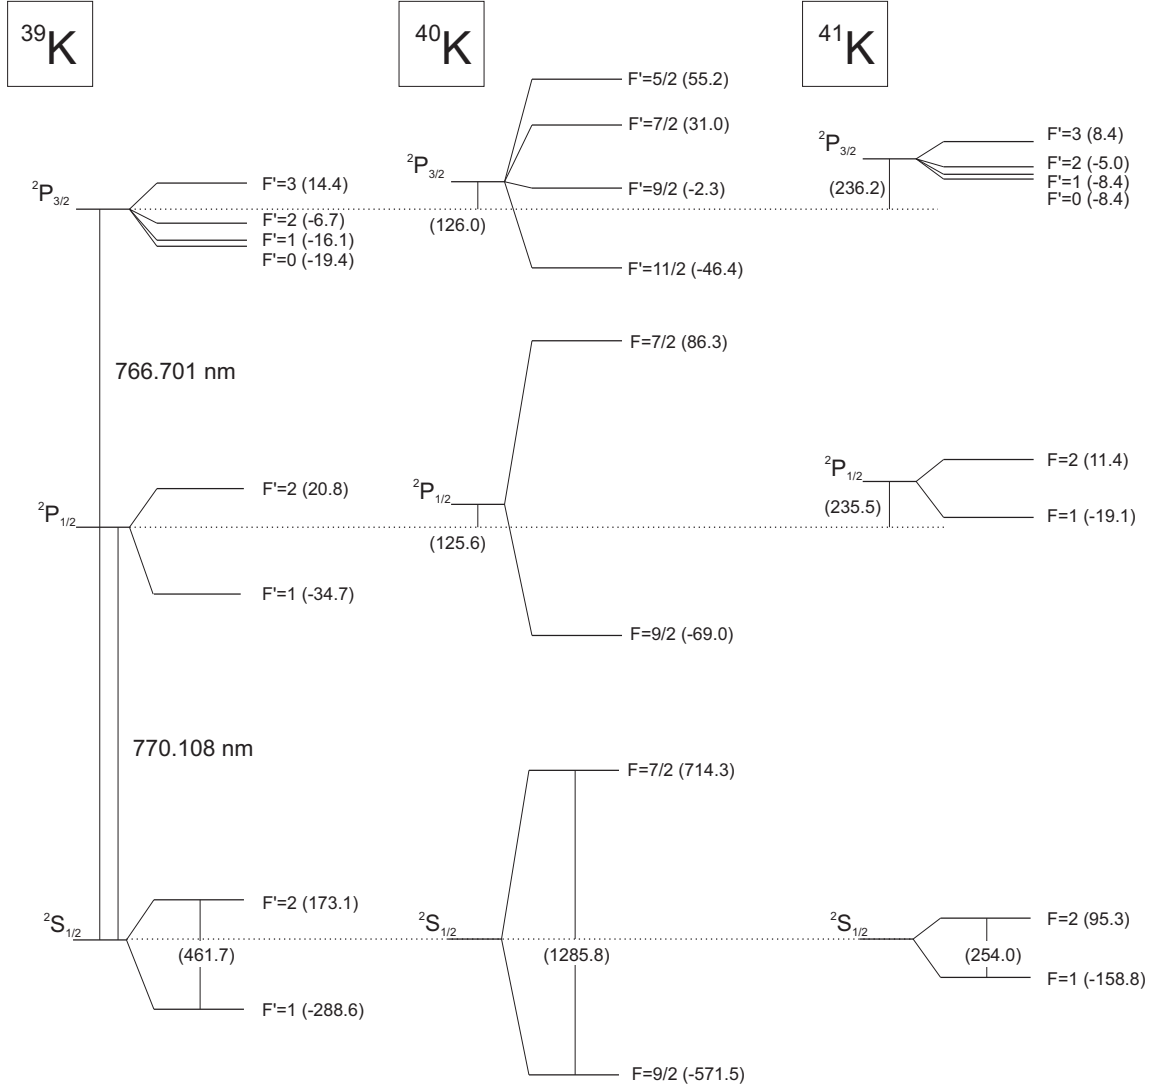 ³⁹K
²P₃/₂
F'=3 (14.4)
F'=2 (-6.7)
F'=1 (-16.1)
F'=0 (-19.4)
766.701 nm
²P₁/₂
F'=2 (20.8)
F'=1 (-34.7)
770.108 nm
²S₁/₂
F'=2 (173.1)
(461.7)
F'=1 (-288.6)
⁴⁰K
F'=5/2 (55.2)
F'=7/2 (31.0)
²P₃/₂
F'=9/2 (-2.3)
(126.0)
F'=11/2 (-46.4)
F=7/2 (86.3)
²P₁/₂
(125.6)
F=9/2 (-69.0)
F=7/2 (714.3)
²S₁/₂
(1285.8)
F=9/2 (-571.5)
⁴¹K
²P₃/₂
F'=3 (8.4)
F'=2 (-5.0)
(236.2)
F'=1 (-8.4)
F'=0 (-8.4)
²P₁/₂
F=2 (11.4)
(235.5)
F=1 (-19.1)
²S₁/₂
F=2 (95.3)
(254.0)
F=1 (-158.8)